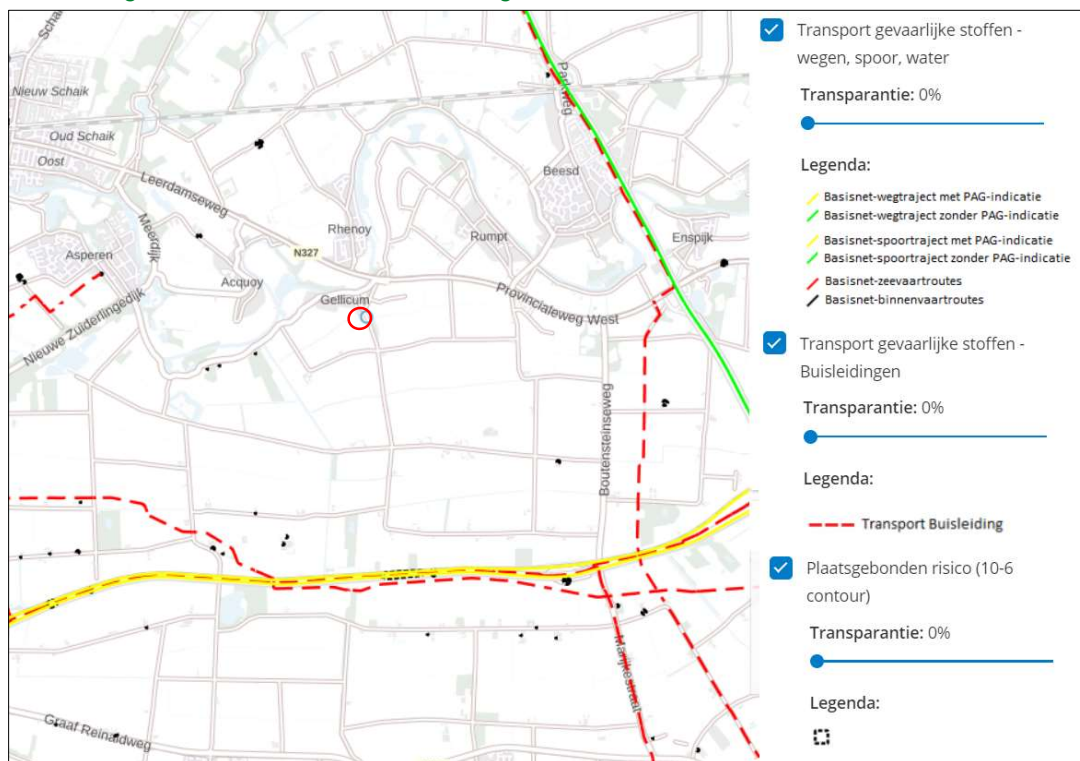 Schaik
Nieuw Schaik
Oud Schaik
Oost
Leerdamseweg
Meerdijk
Asperen
Acquoy
Nieuwe Zuiderlingedijk
Rhenoy
N327
Gellicum
Rumpt
Parkweg
Beesd
Enspijk
Provincialeweg West
Boutensteinseweg
Marijkestraat
Graaf Reinaldweg
Transport gevaarlijke stoffen -
wegen, spoor, water
Transparantie: 0%
Legenda:
Basisnet-wegtraject met PAG-indicatie
Basisnet-wegtraject zonder PAG-indicatie
Basisnet-spoortraject met PAG-indicatie
Basisnet-spoortraject zonder PAG-indicatie
Basisnet-zeevaartroutes
Basisnet-binnenvaartroutes
Transport gevaarlijke stoffen -
Buisleidingen
Transparantie: 0%
Legenda:
Transport Buisleiding
Plaatsgebonden risico (10-6
contour)
Transparantie: 0%
Legenda: